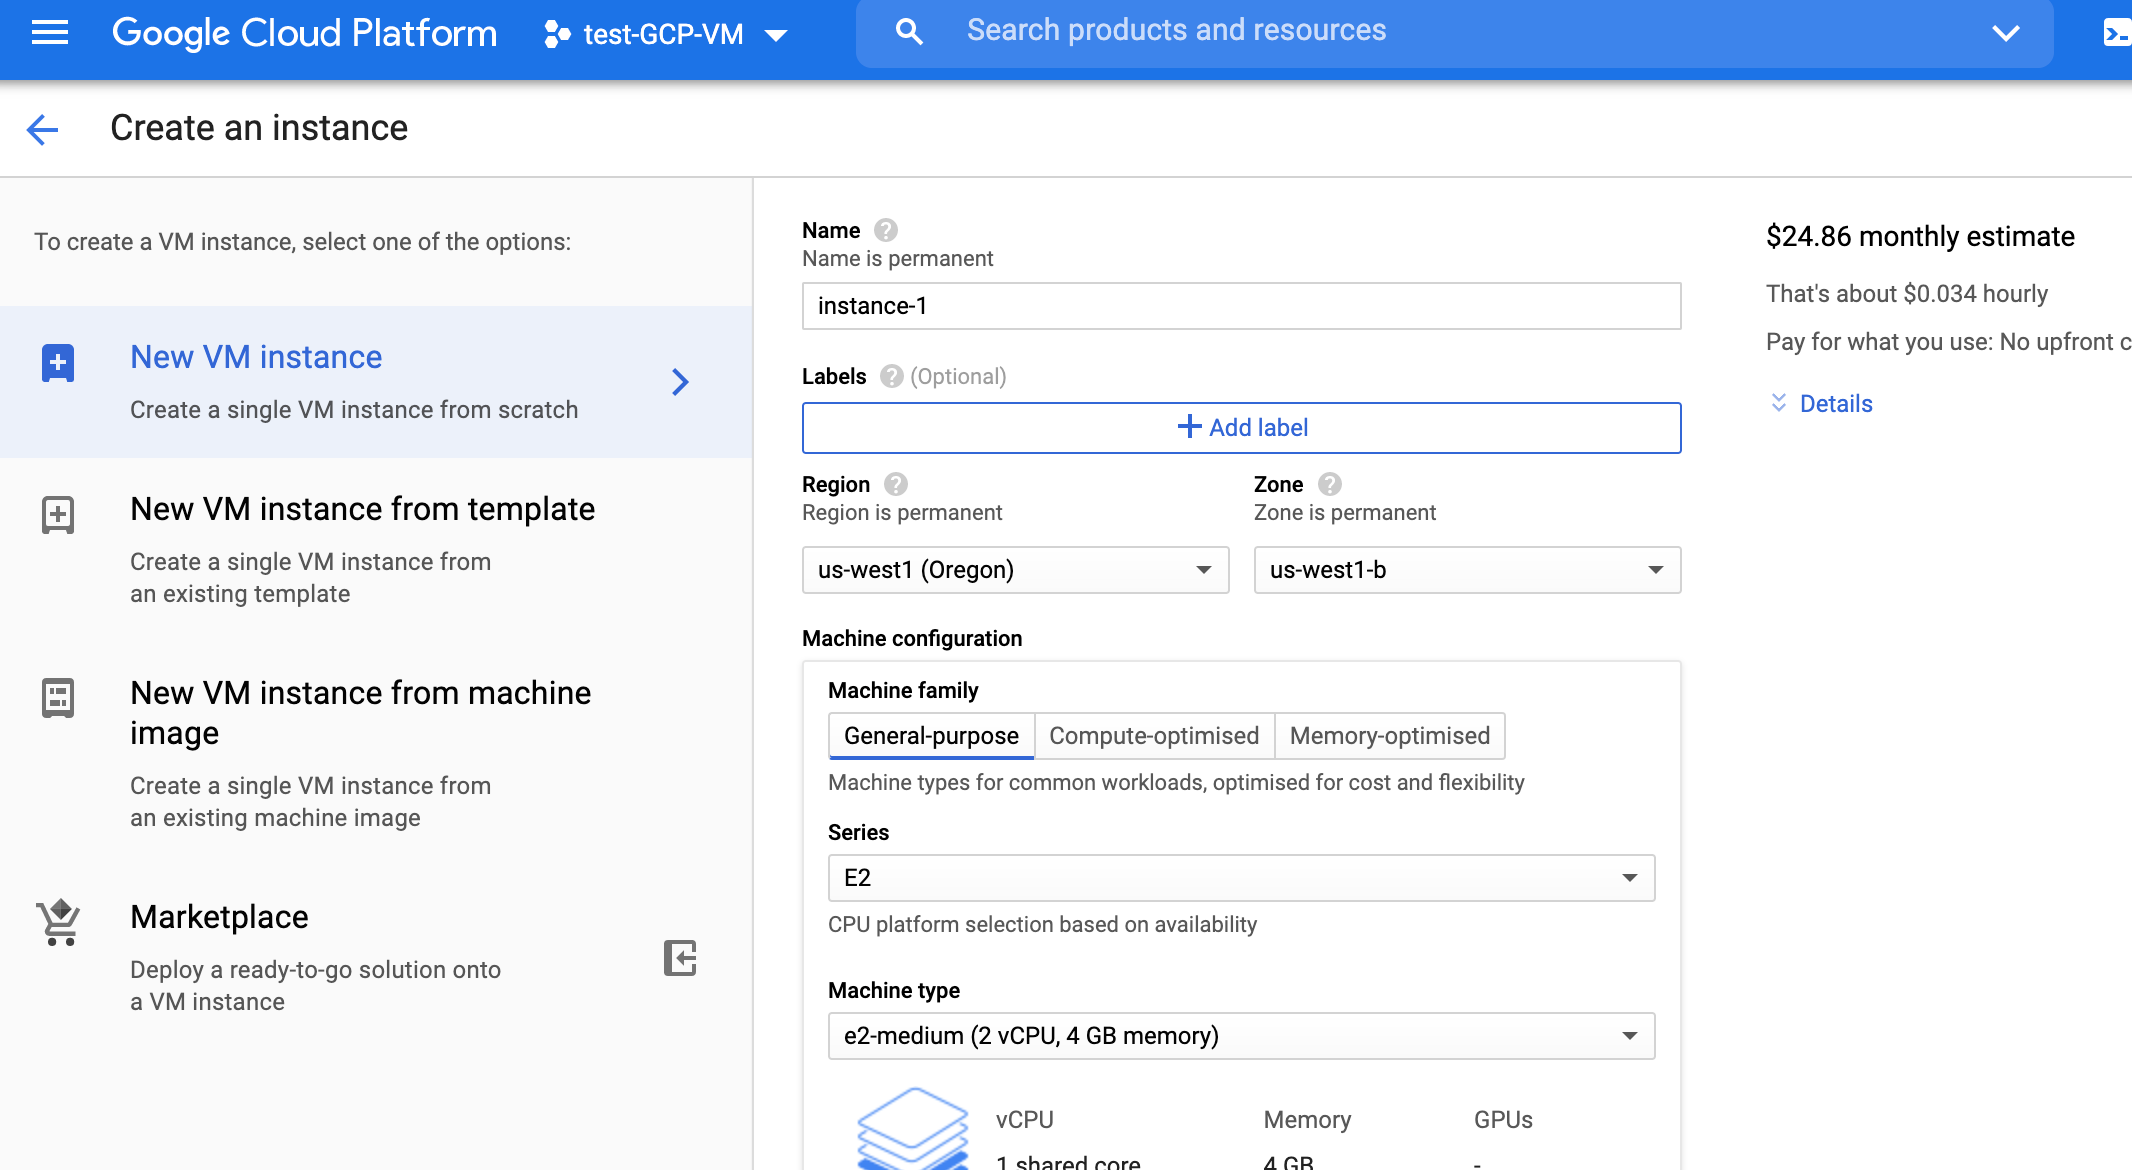 Google Cloud Platform
test-GCP-VM
Search products and resources
Create an instance
To create a VM instance, select one of the options:
New VM instance
Create a single VM instance from scratch
New VM instance from template
Create a single VM instance from
an existing template
New VM instance from machine
image
Create a single VM instance from
an existing machine image
Marketplace
Deploy a ready-to-go solution onto
a VM instance
Name
Name is permanent
instance-1
Labels (Optional)
Add label
Region
Region is permanent
us-west1 (Oregon)
Zone
Zone is permanent
us-west1-b
Machine configuration
Machine family
General-purpose
Compute-optimised
Memory-optimised
Machine types for common workloads, optimised for cost and flexibility
Series
E2
CPU platform selection based on availability
Machine type
e2-medium (2 vCPU, 4 GB memory)
vCPU
1 shared core
Memory
4 GB
GPUs
-
$24.86 monthly estimate
That's about $0.034 hourly
Pay for what you use: No upfront c
Details